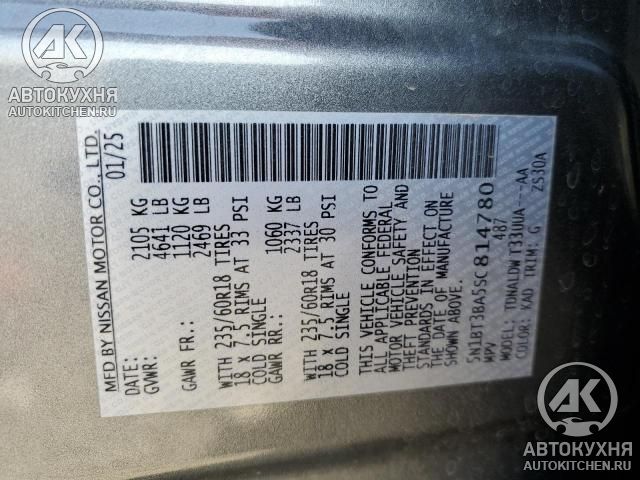 AK
АВТОКУХНЯ
AUTOKITCHEN.RU
MFD BY NISSAN MOTOR CO., LTD.
DATE: 01/25
GVWR: 2105 KG
4641 LB
GAWR FR.: 1120 KG
2469 LB
WITH 235/60R18 TIRES
18 x 7.5 RIMS AT 33 PSI
COLD SINGLE
GAWR RR.: 1060 KG
2337 LB
WITH 235/60R18 TIRES
18 x 7.5 RIMS AT 30 PSI
COLD SINGLE
THIS VEHICLE CONFORMS TO
ALL APPLICABLE FEDERAL
MOTOR VEHICLE SAFETY AND
THEFT PREVENTION
STANDARDS IN EFFECT ON
THE DATE OF MANUFACTURE
SHOWN ABOVE.
5N1BT3BA5SC814780
MPV 487
MODEL: TDNALDWT33UUA---AA
COLOR: KAD TRIM: G ZS30A
AK
АВТОКУХНЯ
AUTOKITCHEN.RU